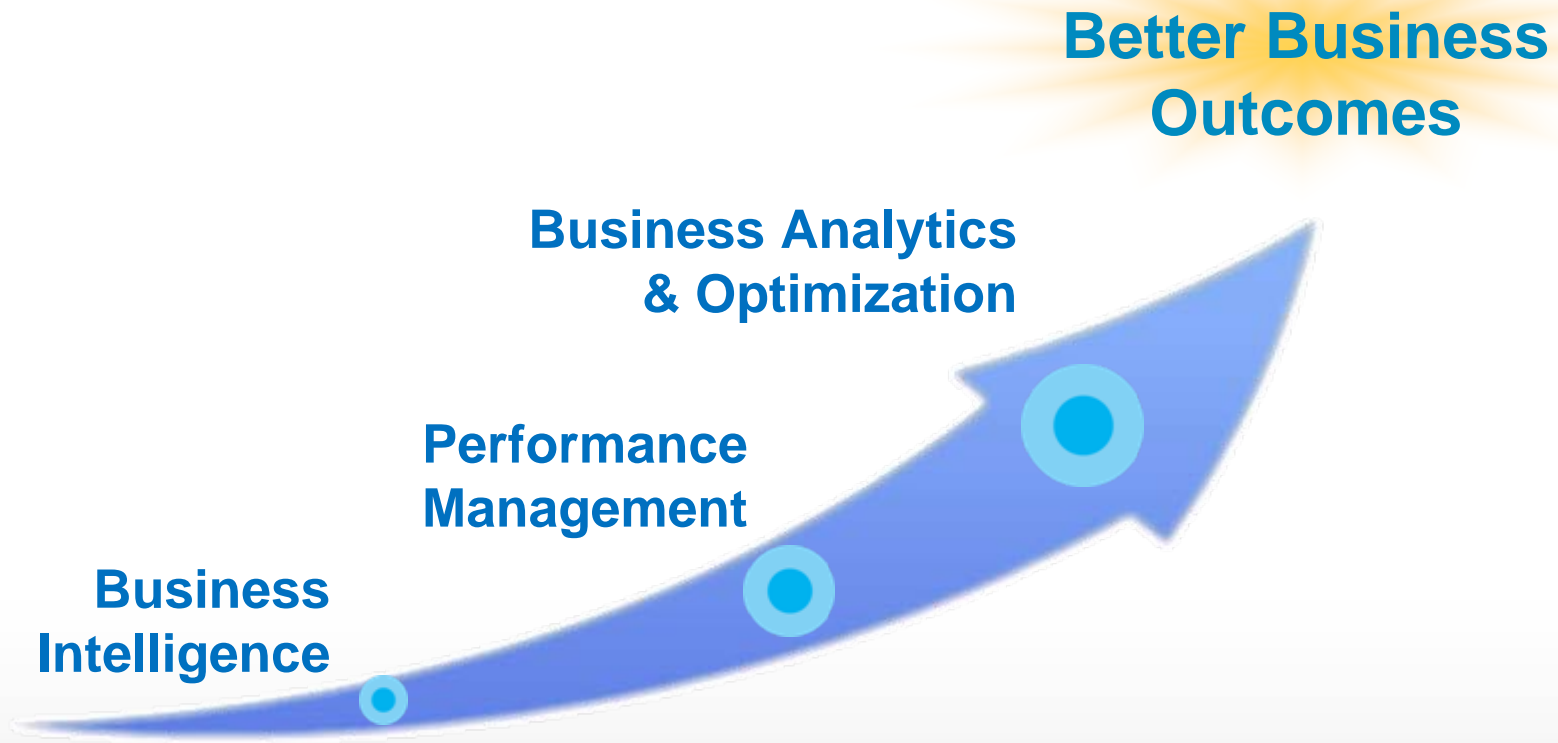 Better Business
Outcomes
Business Analytics
& Optimization
Performance
Management
Business
Intelligence